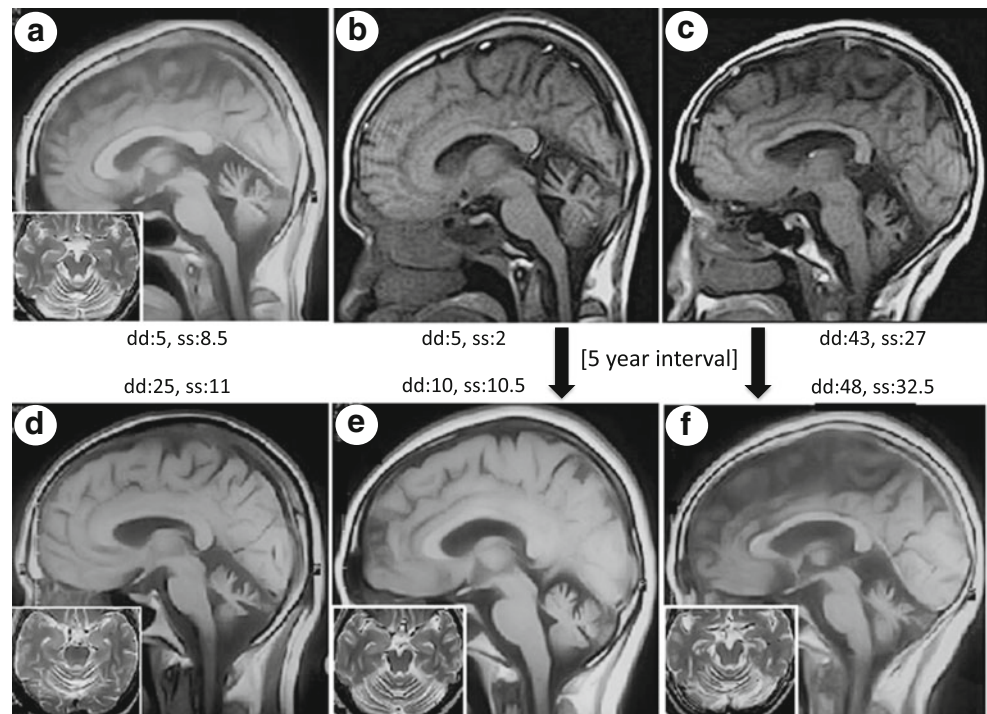 a
b
c
dd:5, ss:8.5
dd:5, ss:2
[5 year interval]
dd:43, ss:27
dd:25, ss:11
dd:10, ss:10.5
dd:48, ss:32.5
d
e
f